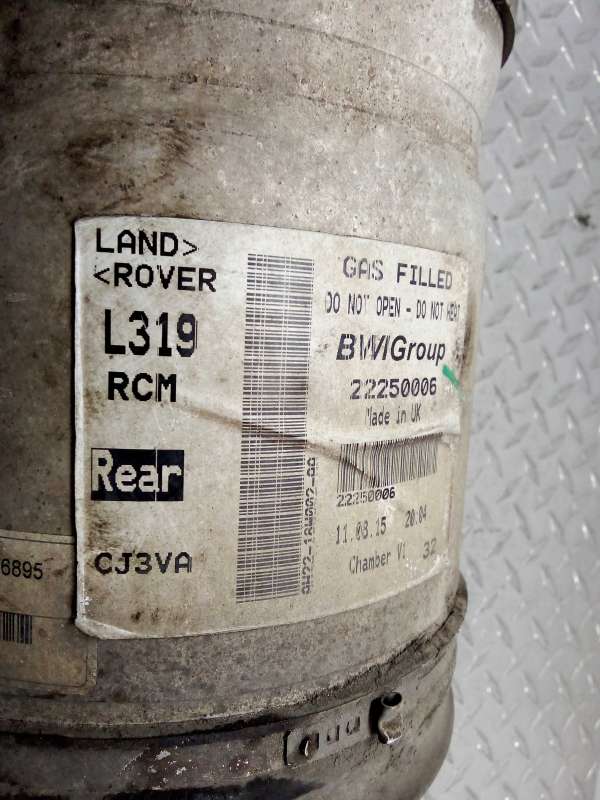 LAND>
<ROVER
L319
RCM
Rear
CJ3VA
GAS FILLED
DO NOT OPEN - DO NOT HEAT
BWIGroup
22250006
Made in UK
22250006
11.08.15 20:04
Chamber V1 32
6895